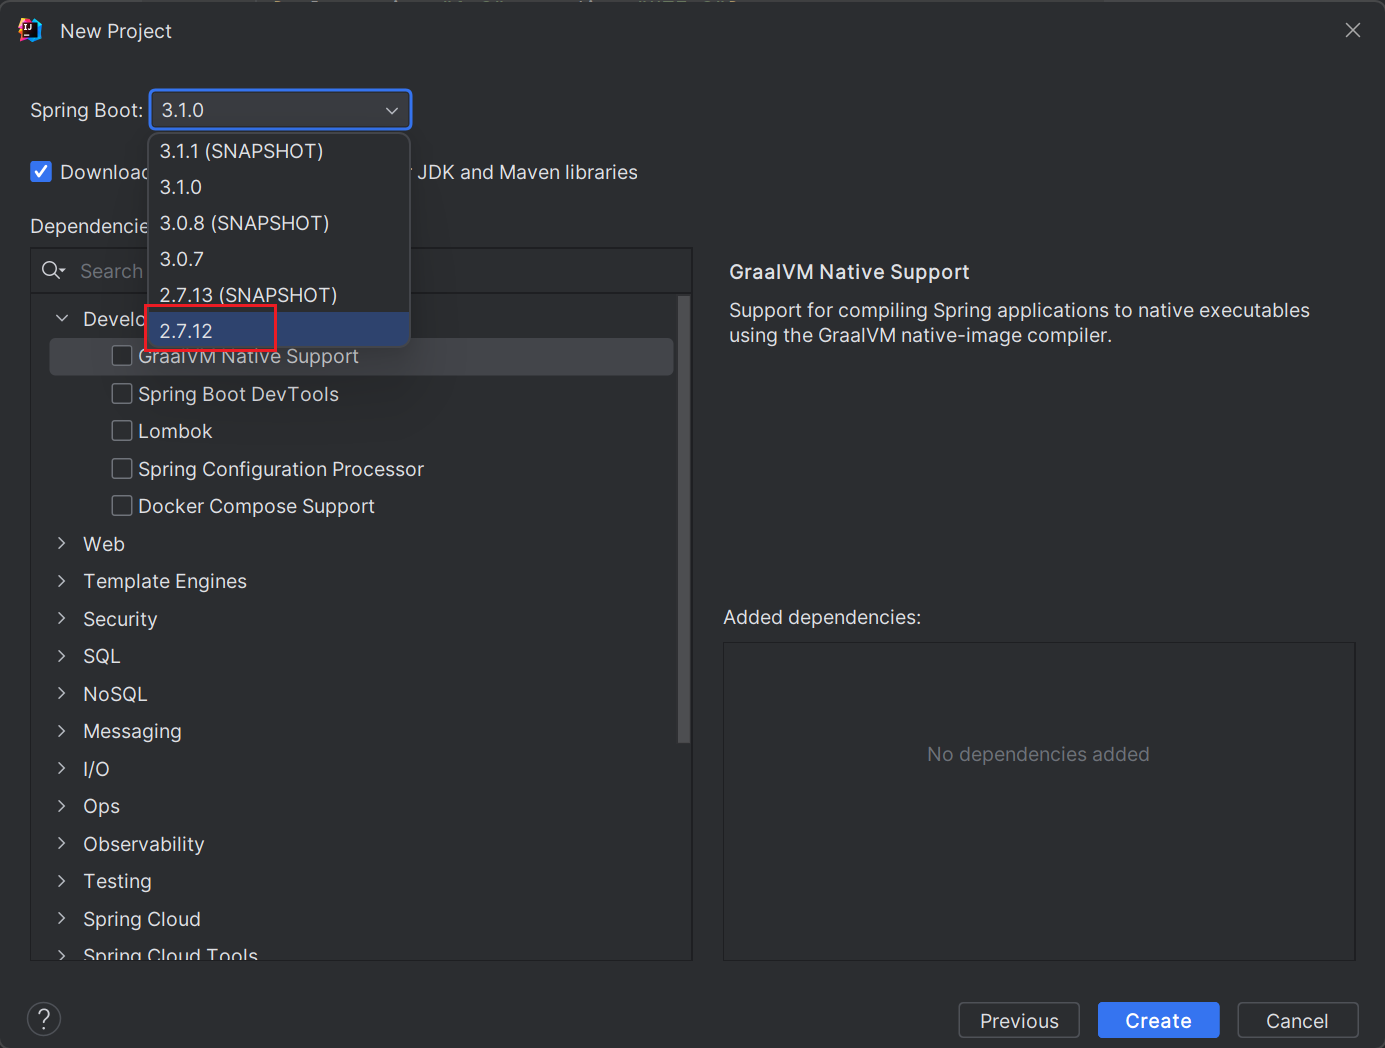 New Project
Spring Boot: 3.1.0
3.1.1 (SNAPSHOT)
Download JDK and Maven libraries
3.1.0
3.0.8 (SNAPSHOT)
Dependencie
3.0.7
Search
2.7.13 (SNAPSHOT)
Develo
2.7.12
GraalVM Native Support
Spring Boot DevTools
Lombok
Spring Configuration Processor
Docker Compose Support
Web
Template Engines
Security
SQL
NoSQL
Messaging
I/O
Ops
Observability
Testing
Spring Cloud
Spring Cloud Tools
GraalVM Native Support
Support for compiling Spring applications to native executables
using the GraalVM native-image compiler.
Added dependencies:
No dependencies added
?
Previous
Create
Cancel